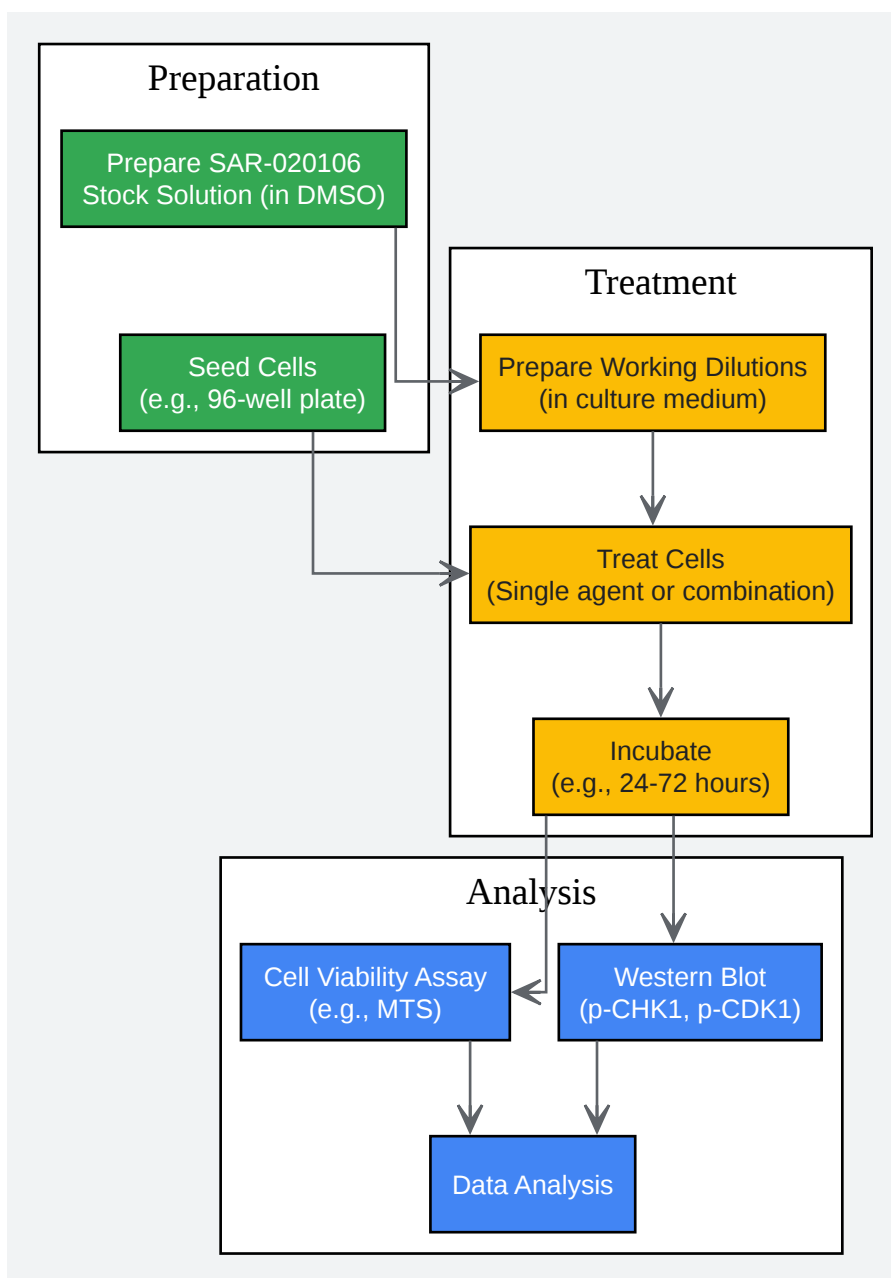 Preparation
Prepare SAR-020106
Stock Solution (in DMSO)
Seed Cells
(e.g., 96-well plate)
Treatment
Prepare Working Dilutions
(in culture medium)
Treat Cells
(Single agent or combination)
Incubate
(e.g., 24-72 hours)
Analysis
Cell Viability Assay
(e.g., MTS)
Western Blot
(p-CHK1, p-CDK1)
Data Analysis